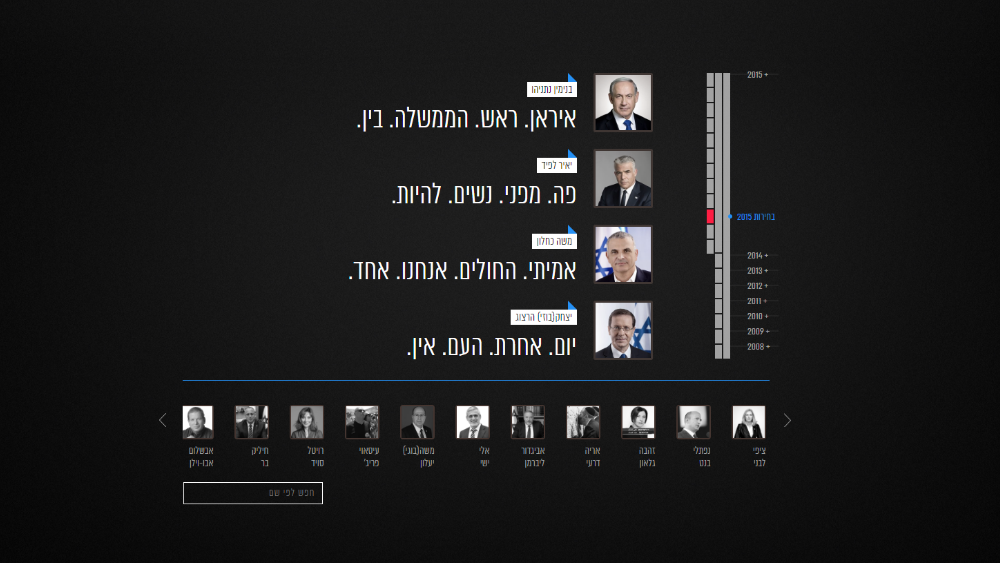 בנימין נתניהו
איראן. ראש. הממשלה. בין.
יאיר לפיד
פה. מפני. נשים. להיות.
משה כחלון
אמיתי. החולים. אנחנו. אחד.
יצחק(בוזי) הרצוג
יום. אחרת. העם. אין.
2015 +
בחירות 2015
2014 +
2013 +
2012 +
2011 +
2010 +
2009 +
2008 +
ציפי לבני
נפתלי בנט
זהבה גלאון
אריה דרעי
אביגדור ליברמן
אלי ישי
משה(בוגי) יעלון
עיסאווי פריג'
רויטל סויד
חיליק בר
אבשלום אבו-וילן
חפש לפי שם